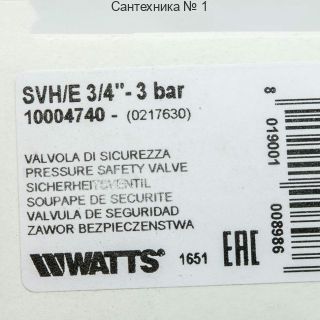 Сантехника № 1
SVH/E 3/4" - 3 bar
10004740 - (0217630)
VALVOLA DI SICUREZZA
PRESSURE SAFETY VALVE
SICHERHEITSVENTIL
SOUPAPE DE SECURITE
VALVULA DE SEGURIDAD
ZAWOR BEZPIECZENSTWA
WATTS 1651 EAC
8 019001 008986